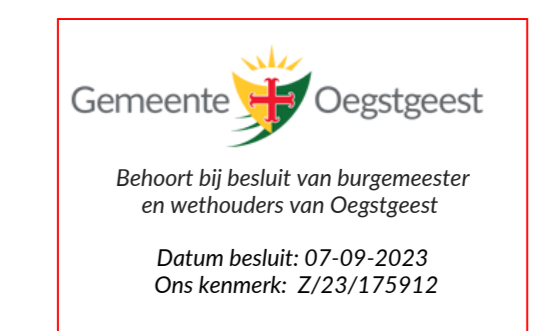 Gemeente Oegstgeest
Behoort bij besluit van burgemeester
en wethouders van Oegstgeest
Datum besluit: 07-09-2023
Ons kenmerk: Z/23/175912